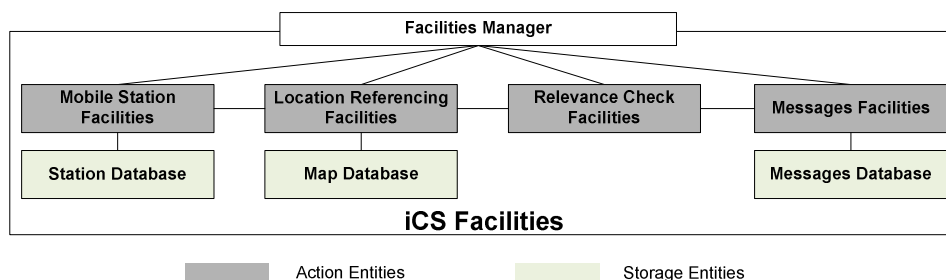 Facilities Manager
Mobile Station
Facilities
Location Referencing
Facilities
Relevance Check
Facilities
Messages Facilities
Station Database
Map Database
Messages Database
iCS Facilities
Action Entities
Storage Entities